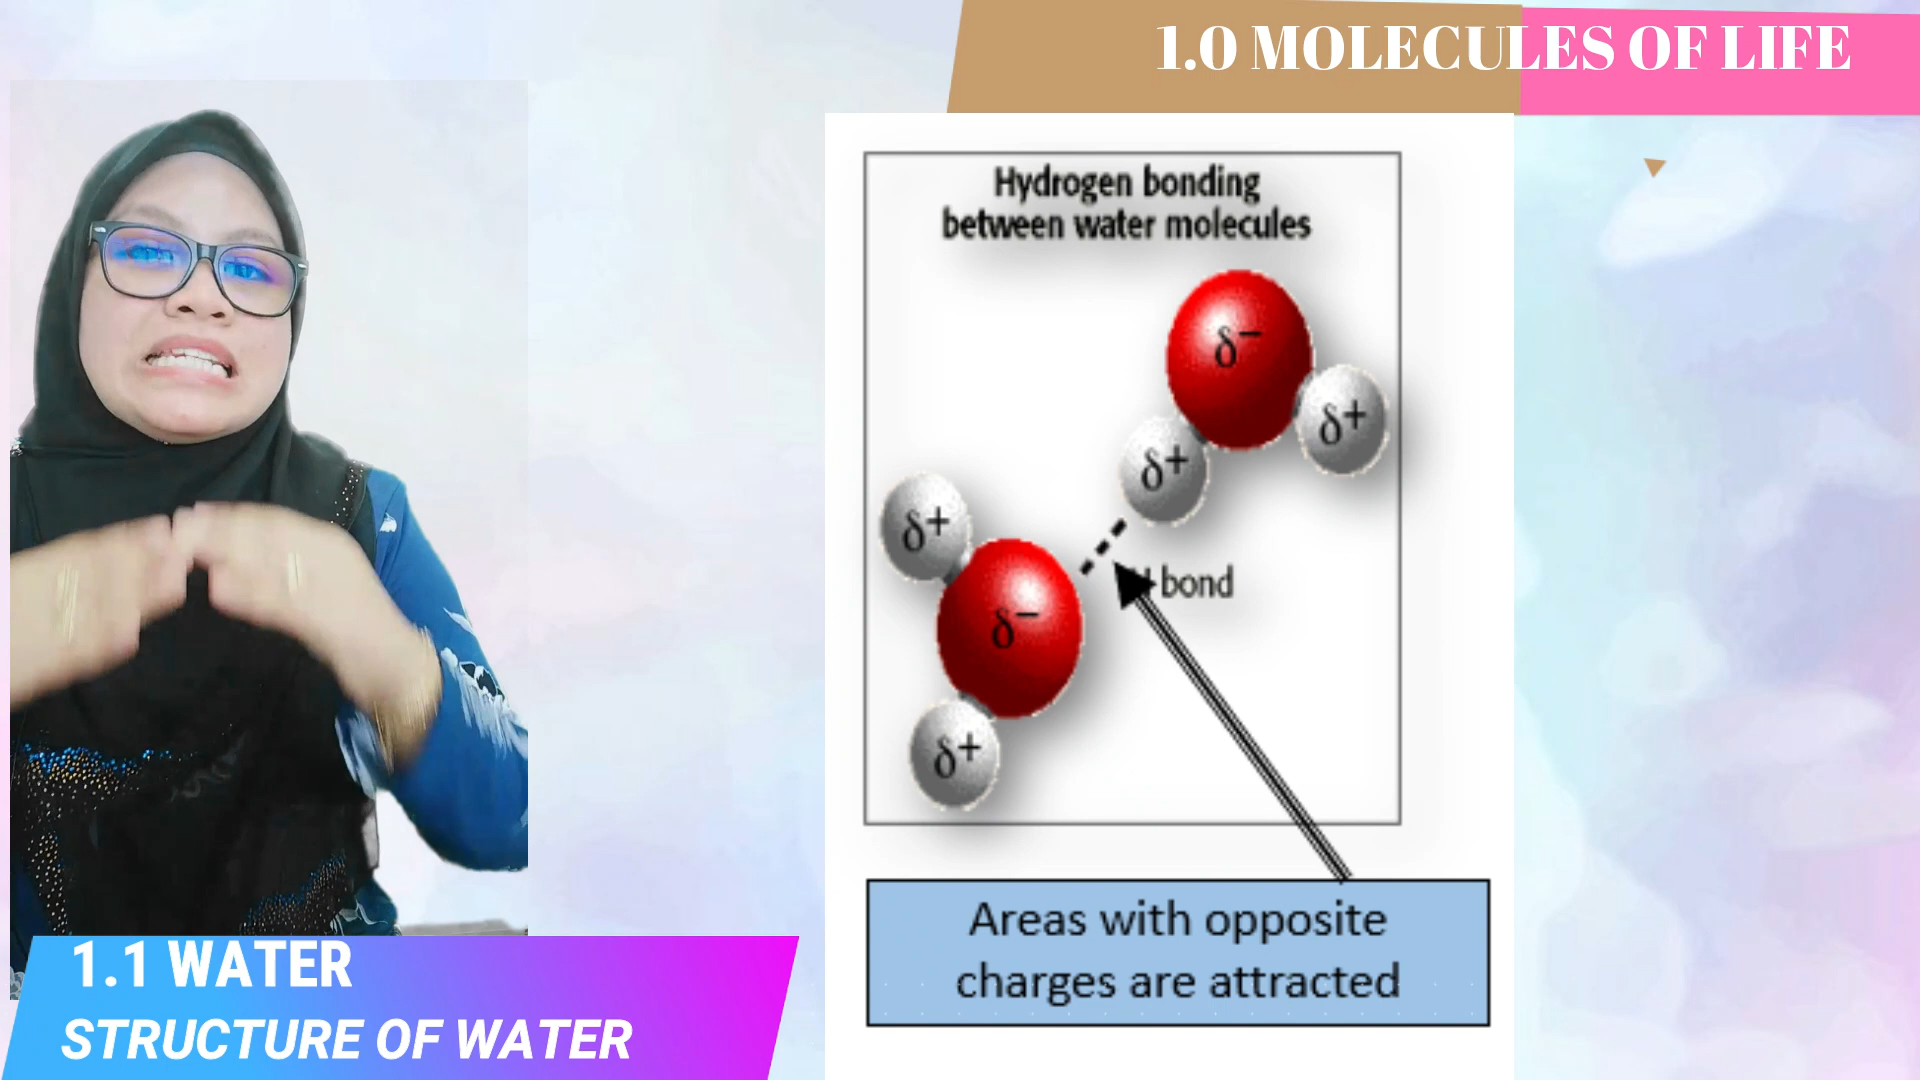 1.0 MOLECULES OF LIFE
Hydrogen bonding
between water molecules
δ−
δ+
δ+
δ+
bond
δ−
δ+
Areas with opposite
charges are attracted
1.1 WATER
STRUCTURE OF WATER